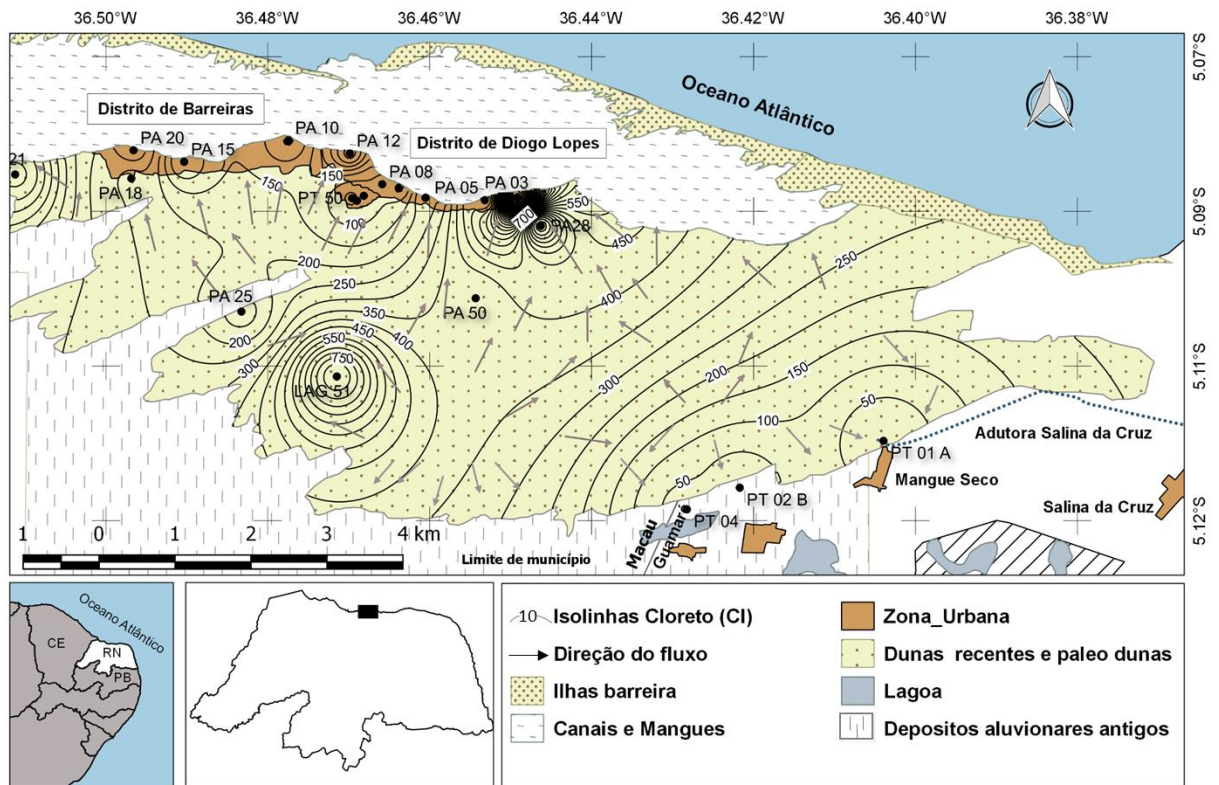 36.50°W 36.48°W 36.46°W 36.44°W 36.42°W 36.40°W 36.38°W
5.07°S
Oceano Atlântico
Distrito de Barreiras
Distrito de Diogo Lopes
PA 10
PA 20
PA 15
PA 12
21
PA 18
150
150
PA 08
PT 50
PA 05
PA 03
550
700
PA28
450
5.09°S
100
200
250
250
400
PA 25
350
PA 50
200
450
400
550
300
750
LAG 51
300
200
150
5.11°S
50
100
PT 01 A
Adutora Salina da Cruz
Mangue Seco
50
PT 02 B
Salina da Cruz
PT 04
5.12°S
Macau
Guamar
1 0 1 2 4 km
Limite de município
Oceano Atlântico
CE
RN
PB
10 Isolinhas Cloreto (Cl)
Direção do fluxo
Ilhas barreira
Canais e Mangues
Zona_Urbana
Dunas recentes e paleo dunas
Lagoa
Depositos aluvionares antigos